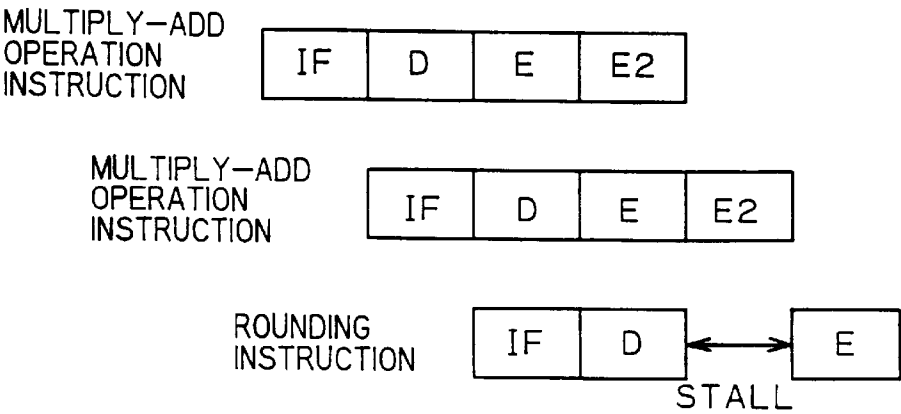 MULTIPLY-ADD
OPERATION
INSTRUCTION
IF D E E2
MULTIPLY-ADD
OPERATION
INSTRUCTION
IF D E E2
ROUNDING
INSTRUCTION
IF D E
STALL